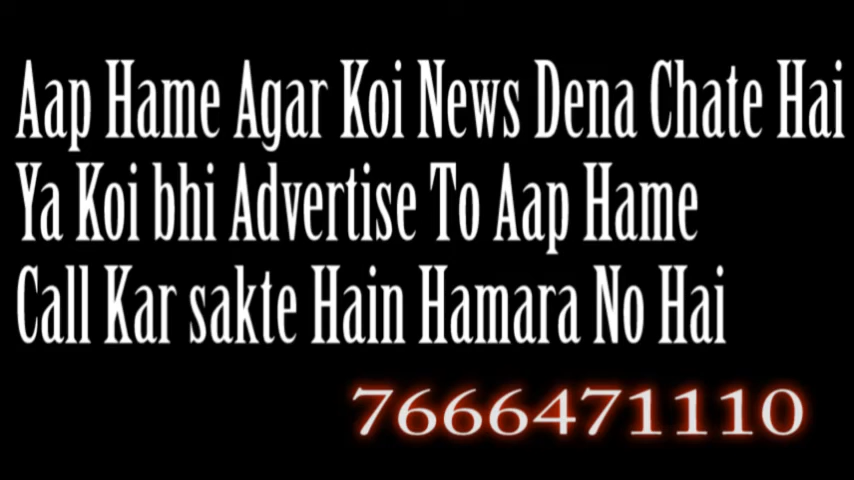 Aap Hame Agar Koi News Dena Chate Hai
Ya Koi bhi Advertise To Aap Hame
Call Kar sakte Hain Hamara No Hai
7666471110